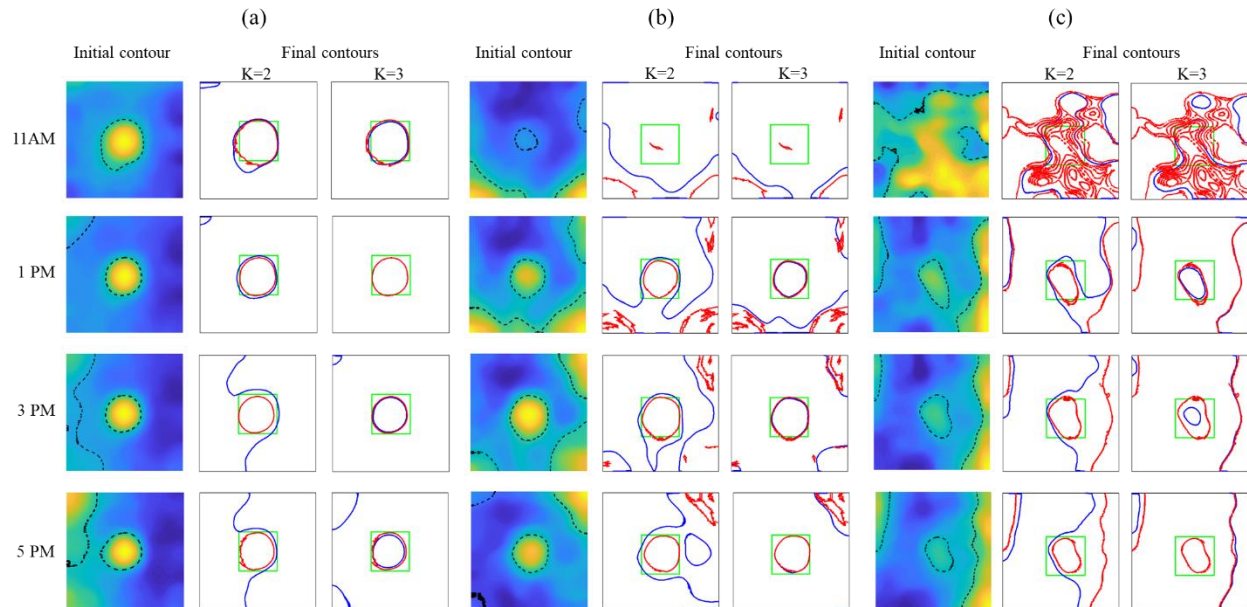 (a) (b) (c)
Initial contour Final contours Initial contour Final contours Initial contour Final contours
K=2 K=3 K=2 K=3 K=2 K=3
11AM
1 PM
3 PM
5 PM